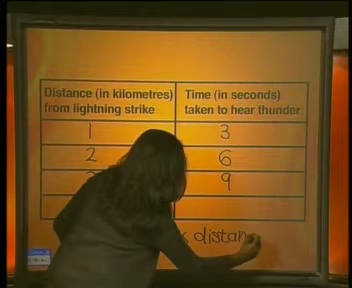 Distance (in kilometres) Time (in seconds)
from lightning strike taken to hear thunder
1 3
2 6
9
distan